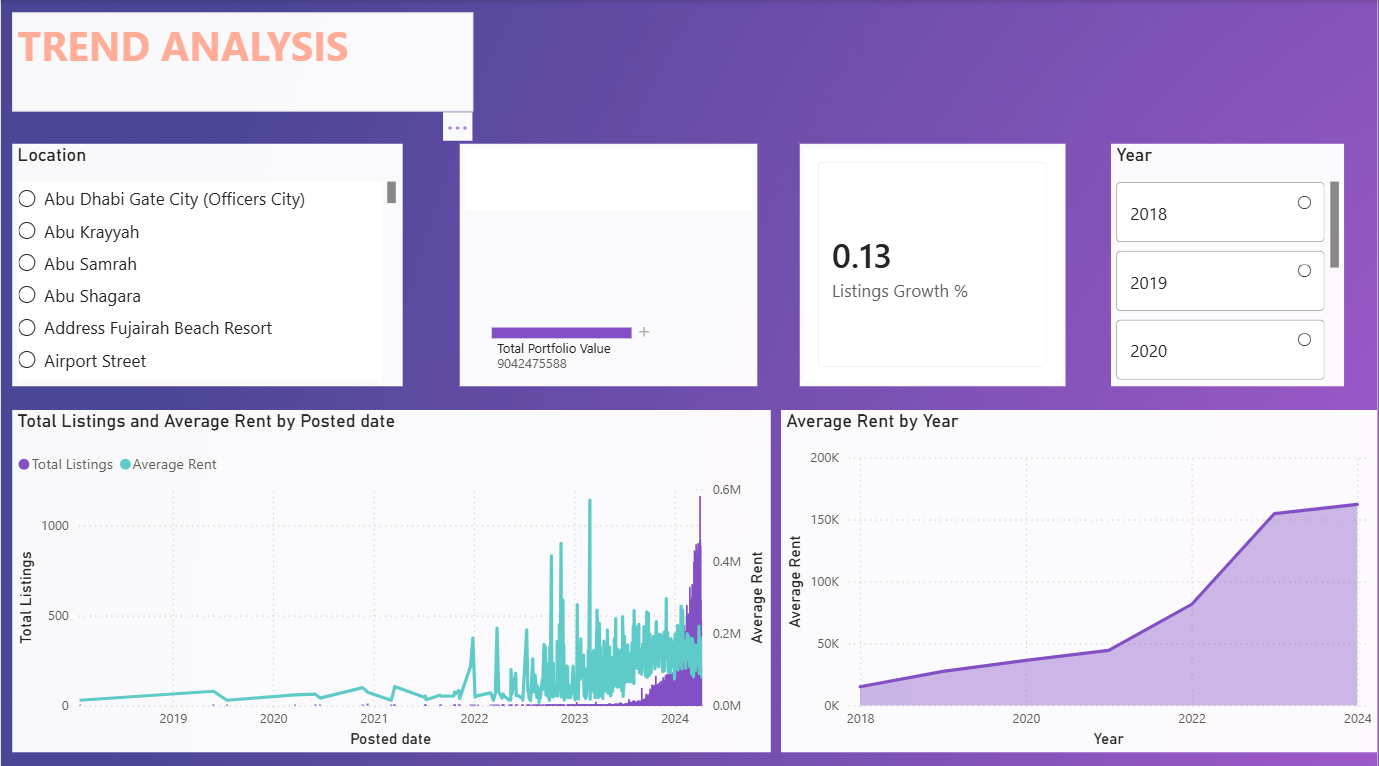 TREND ANALYSIS
Location
Abu Dhabi Gate City (Officers City)
Abu Krayyah
Abu Samrah
Abu Shagara
Address Fujairah Beach Resort
Airport Street
Total Portfolio Value
9042475588
0.13
Listings Growth %
Year
2018
2019
2020
Total Listings and Average Rent by Posted date
Total Listings Average Rent
1000
500
0
Total Listings
0.6M
0.4M
0.2M
0.0M
Average Rent
2019 2020 2021 2022 2023 2024
Posted date
Average Rent by Year
200K
150K
100K
50K
0K
Average Rent
2018 2020 2022 2024
Year